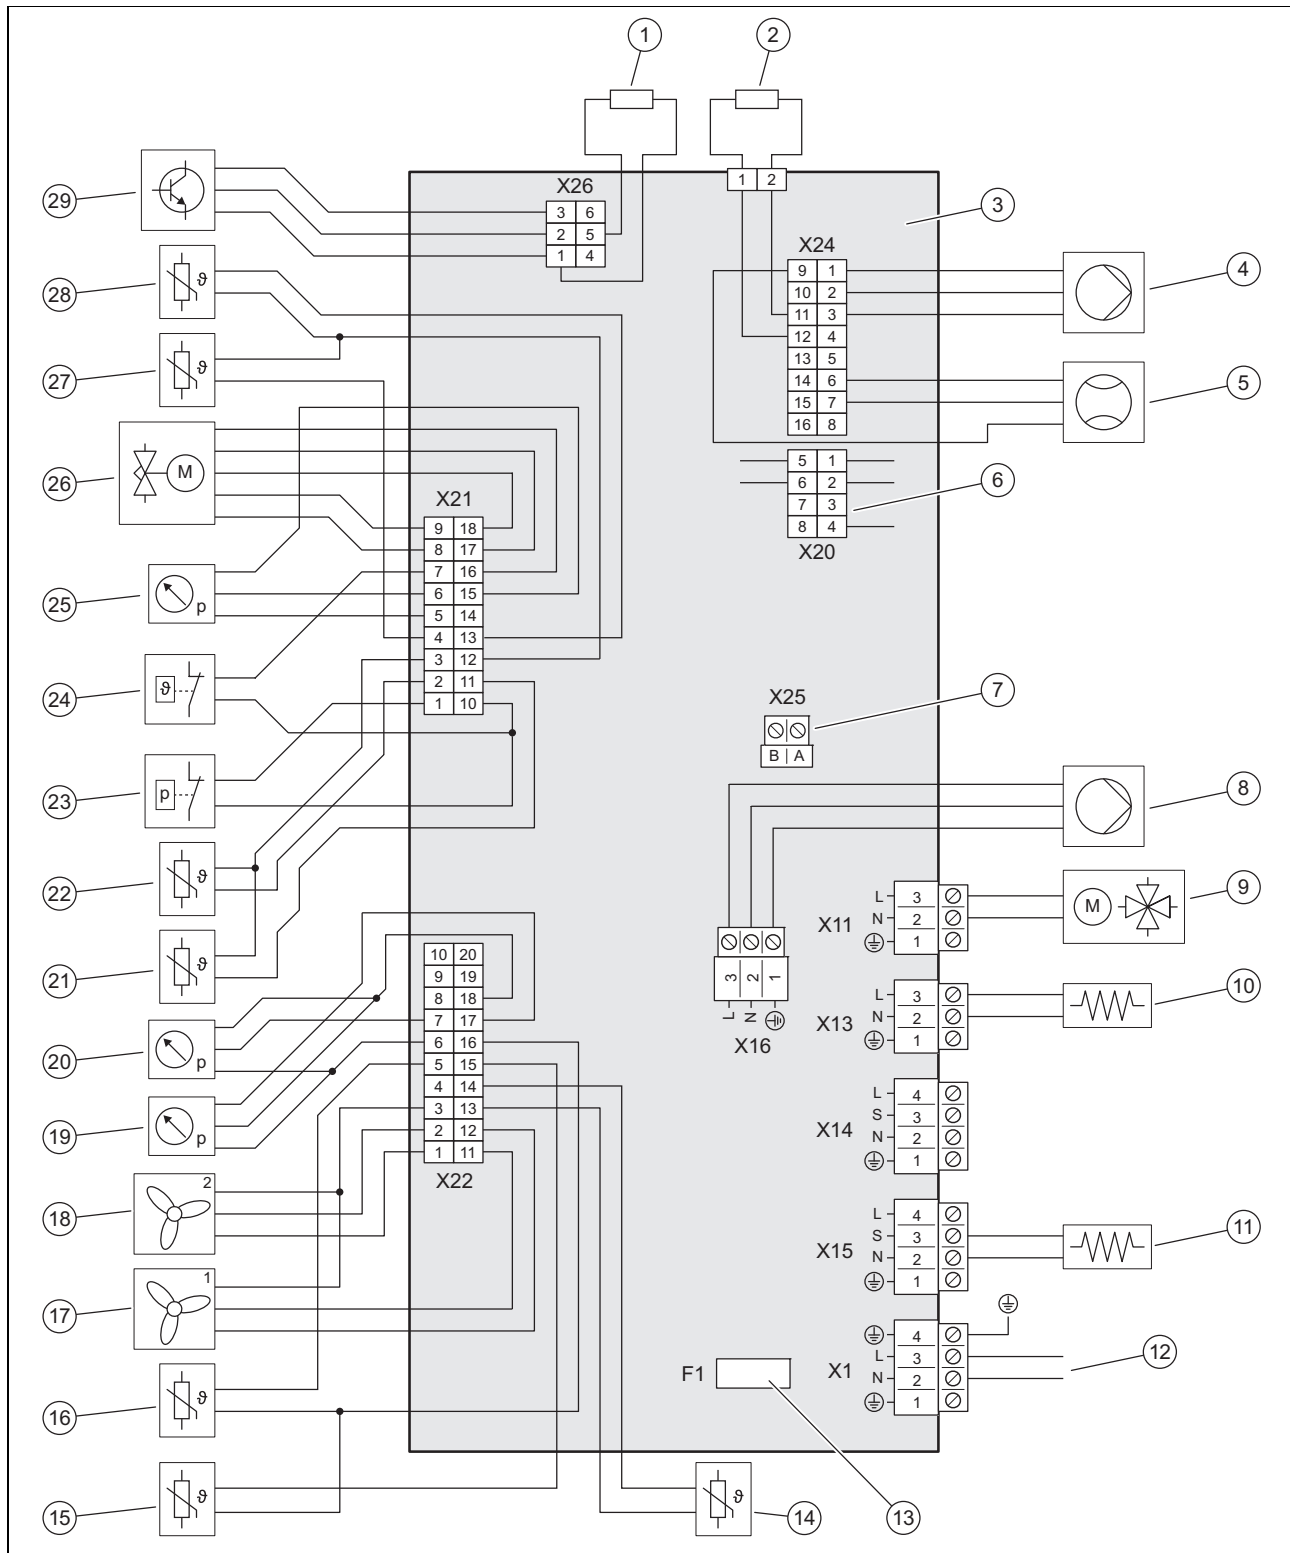 1 2
29 X26 1 2 3
3 6
2 5
1 4
X24
28
9 1
10 2
11 3
12 4
13 5
14 6
15 7
16 8
4
ϑ
27
ϑ
5
26 M
X21
5 1
6 2
7 3
8 4
X20
6
9 18
8 17
7 16
6 15
5 14
4 13
3 12
2 11
1 10
25 p
24 ϑ
X25
B A
7
23 p
8
22 ϑ
X11
L 3
N 2
1
M 9
21 ϑ
3 2 1
L N
X16
10 20
9 19
8 18
7 17
6 16
5 15
4 14
3 13
2 12
1 11
X22
X13
L 3
N 2
1
10
20 p
19 p
X14
L 4
S 3
N 2
1
18 2
X15
L 4
S 3
N 2
1
11
17 1
F1
X1
4
L 3
N 2
1
12
16 ϑ
15 ϑ
ϑ 14
13